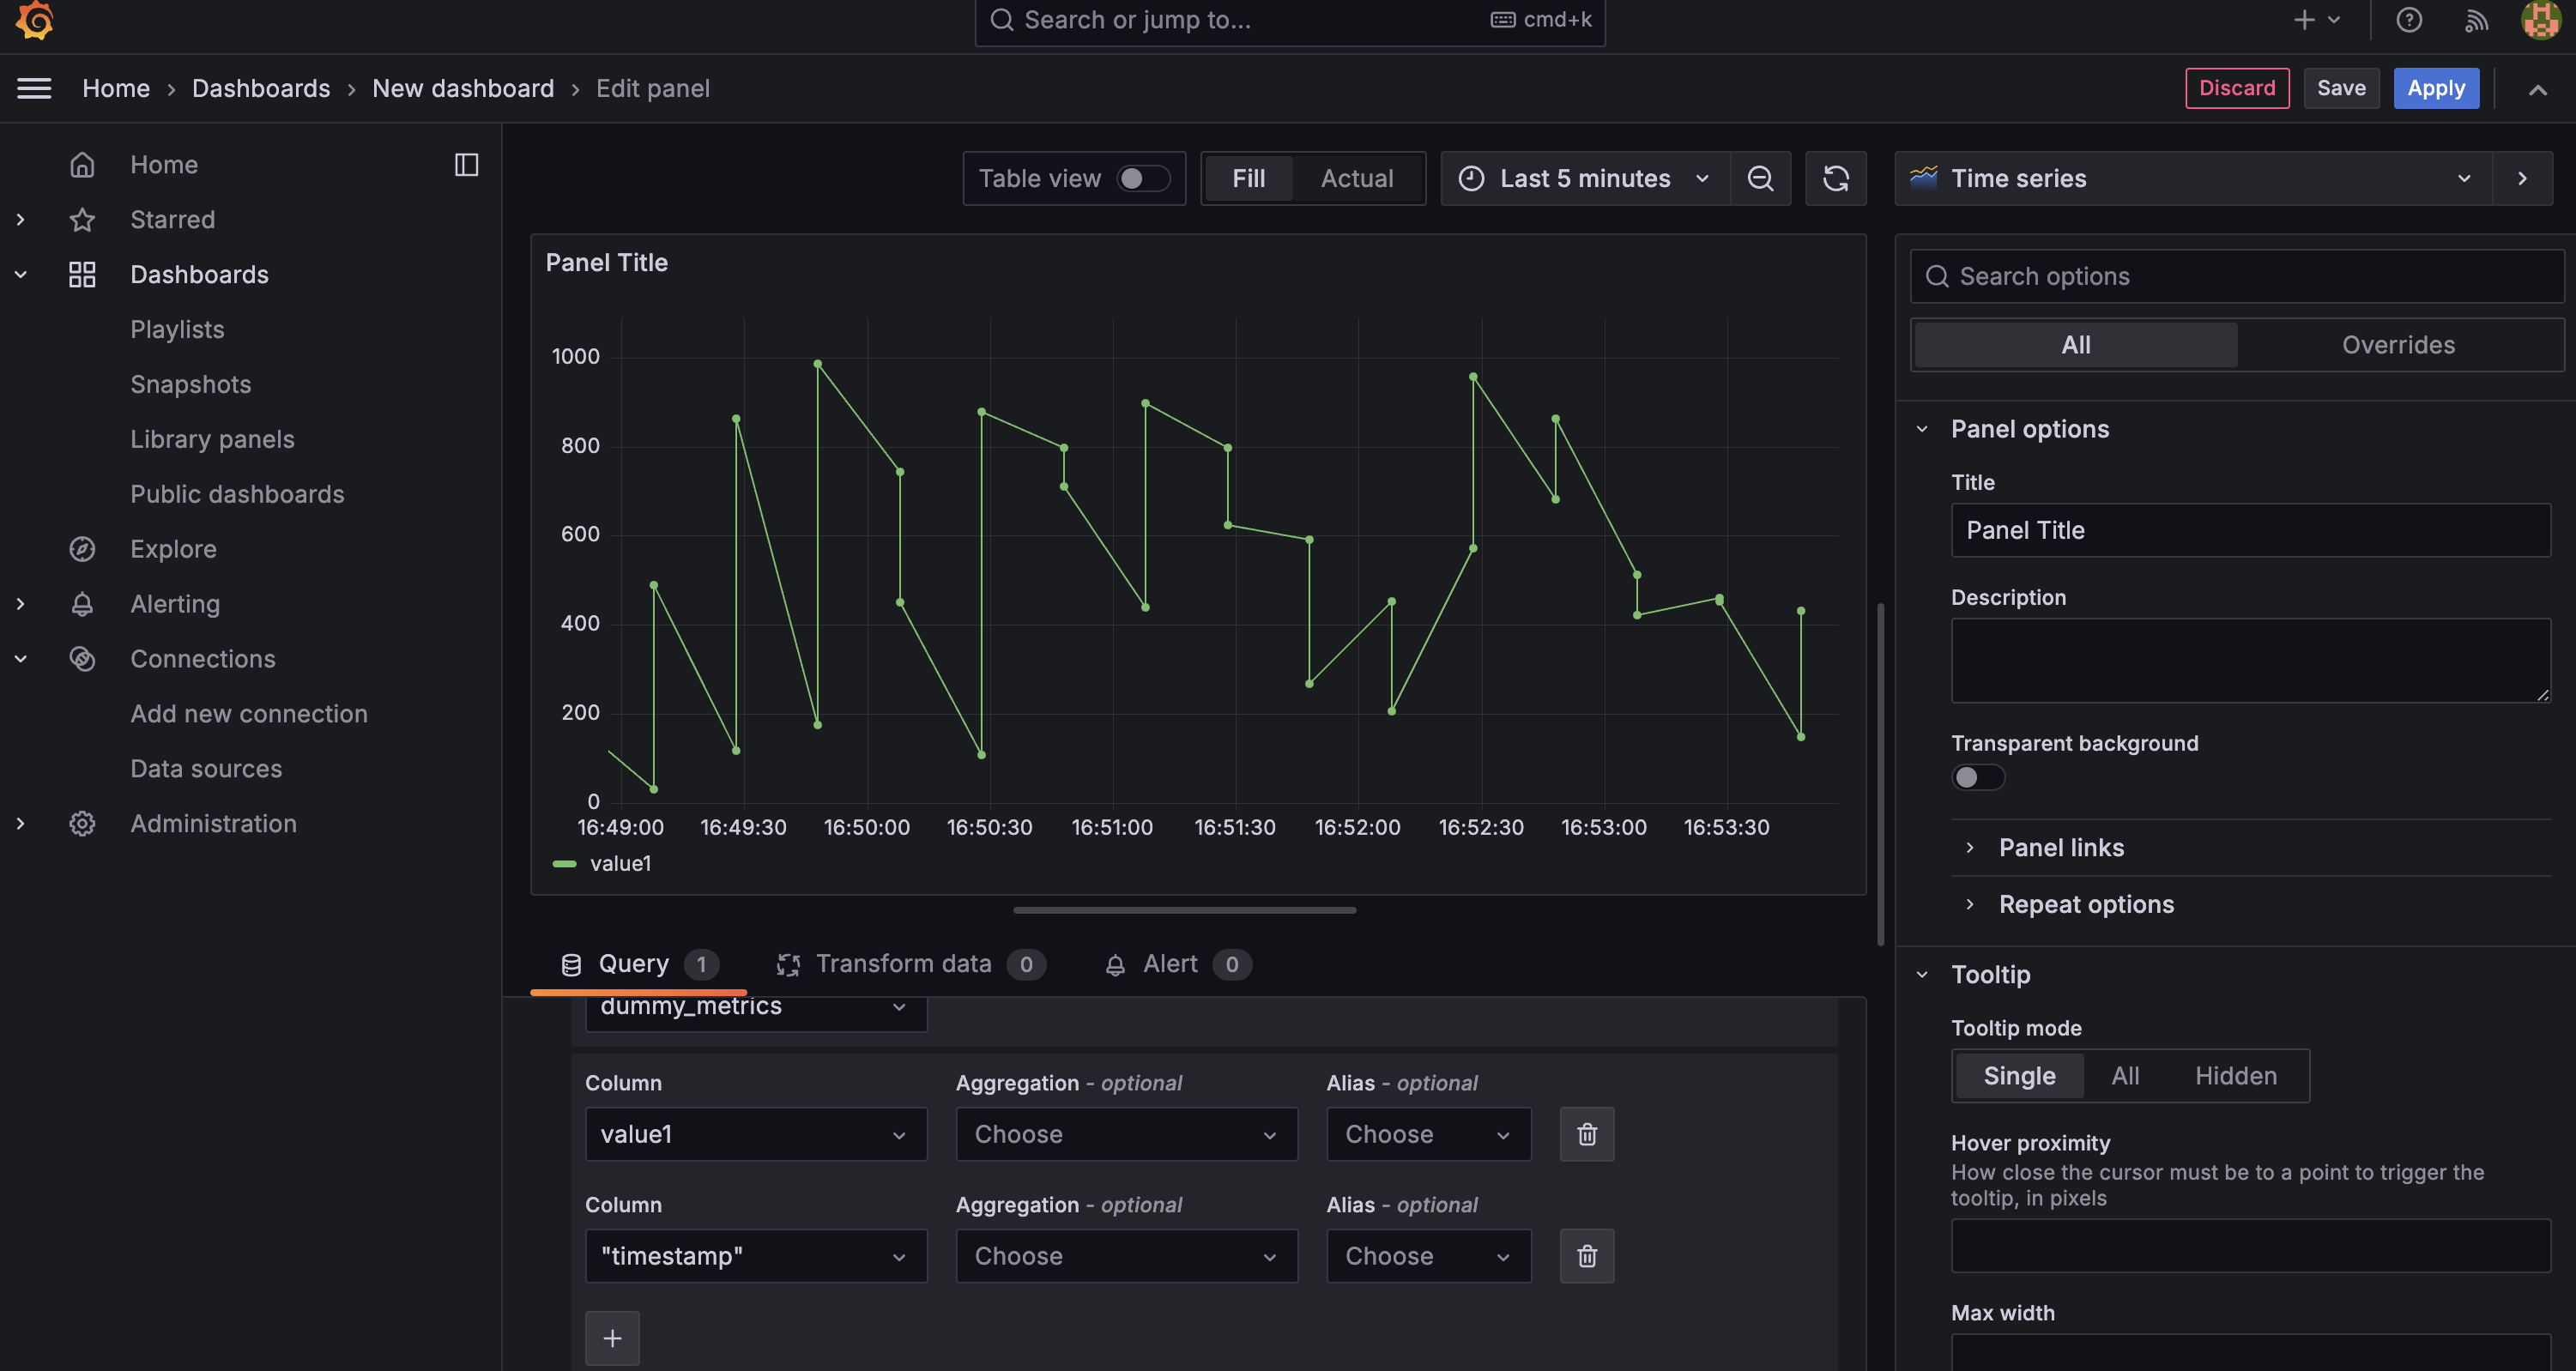 Search or jump to...
cmd+k
Home › Dashboards › New dashboard › Edit panel
Discard
Save
Apply
Home
Starred
Dashboards
Playlists
Snapshots
Library panels
Public dashboards
Explore
Alerting
Connections
Add new connection
Data sources
Administration
Table view
Fill
Actual
Last 5 minutes
Time series
Panel Title
1000
800
600
400
200
0
16:49:00 16:49:30 16:50:00 16:50:30 16:51:00 16:51:30 16:52:00 16:52:30 16:53:00 16:53:30
value1
Query 1
Transform data 0
Alert 0
dummy_metrics
Column Aggregation - optional Alias - optional
value1 Choose Choose
Column Aggregation - optional Alias - optional
"timestamp" Choose Choose
+
Search options
All
Overrides
Panel options
Title
Panel Title
Description
Transparent background
Panel links
Repeat options
Tooltip
Tooltip mode
Single All Hidden
Hover proximity
How close the cursor must be to a point to trigger the
tooltip, in pixels
Max width